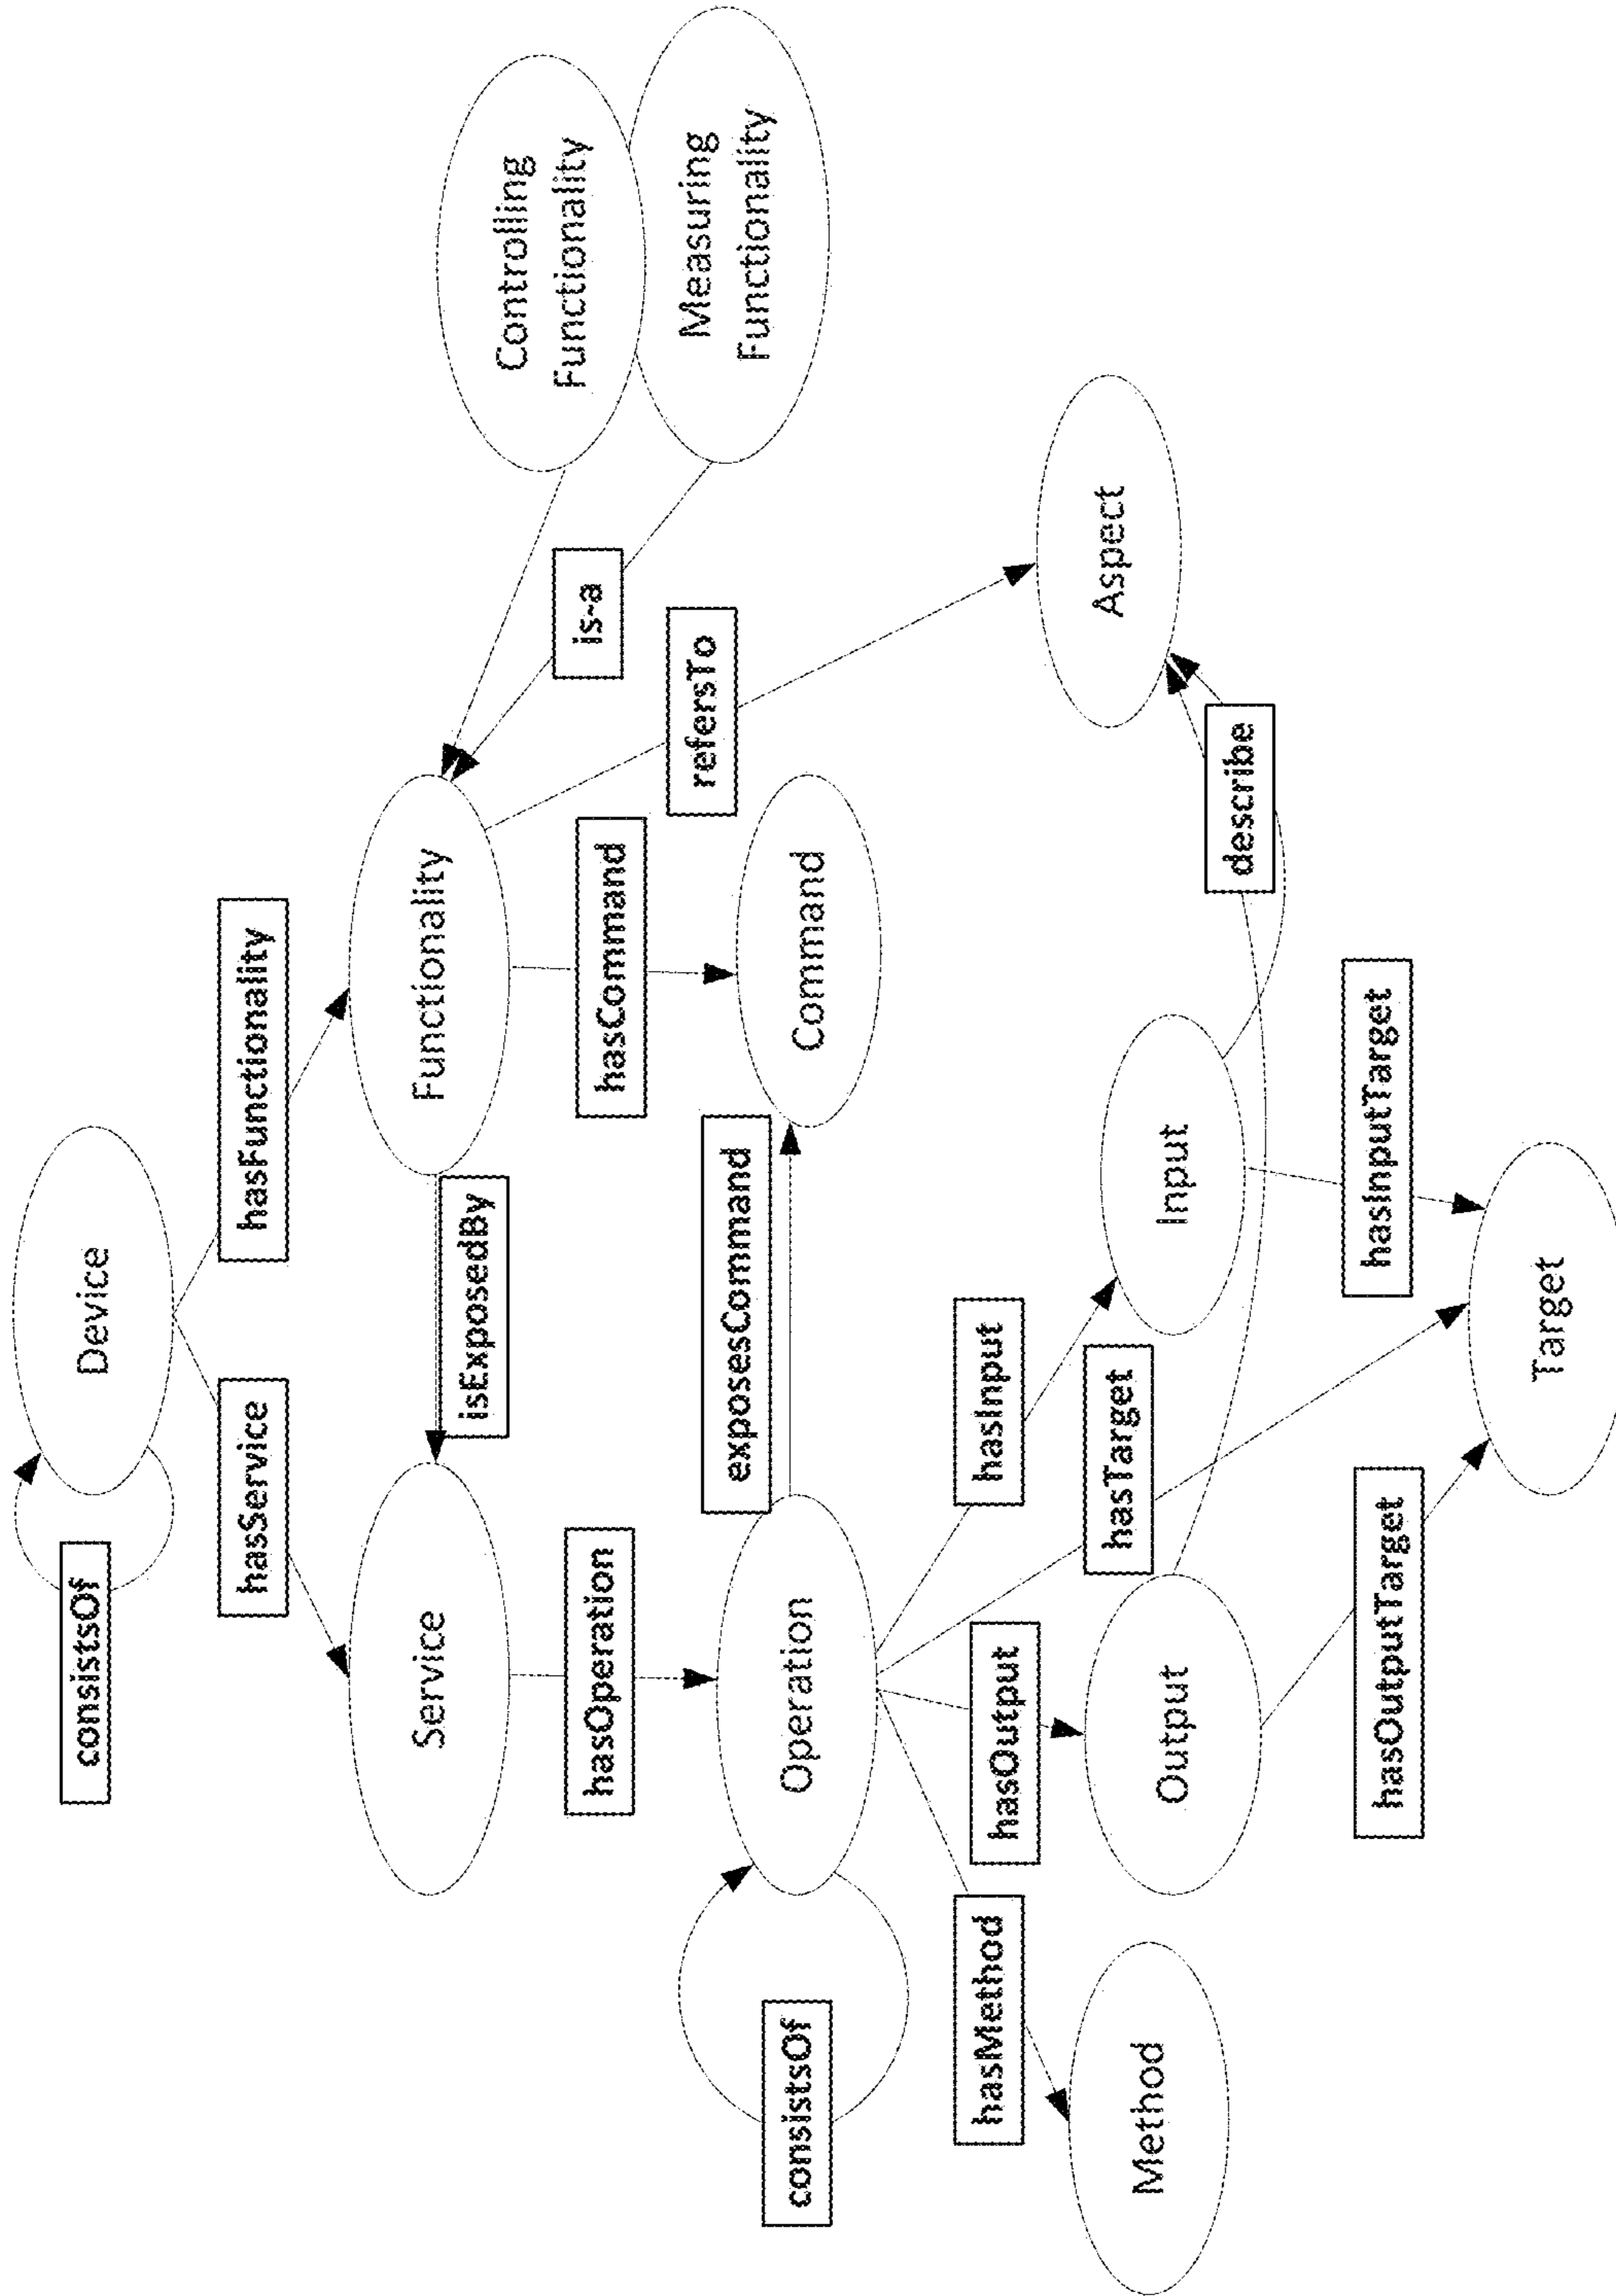 consistsOf
Device
hasService
hasFunctionality
Service
isExposedBy
Functionality
Controlling
Functionality
Measuring
Functionality
is-a
hasOperation
hasCommand
refersTo
consistsOf
Operation
exposesCommand
Command
hasMethod
hasOutput
hasInput
hasTarget
Method
Output
Input
Aspect
describe
hasOutputTarget
hasInputTarget
Target